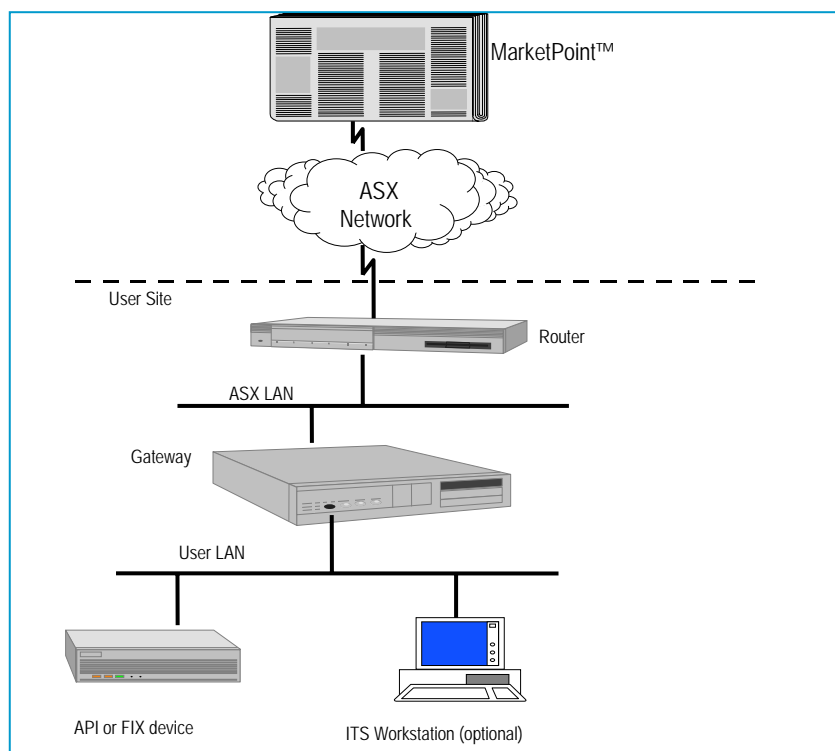 MarketPoint™
ASX
Network
User Site
Router
ASX LAN
Gateway
User LAN
API or FIX device
ITS Workstation (optional)